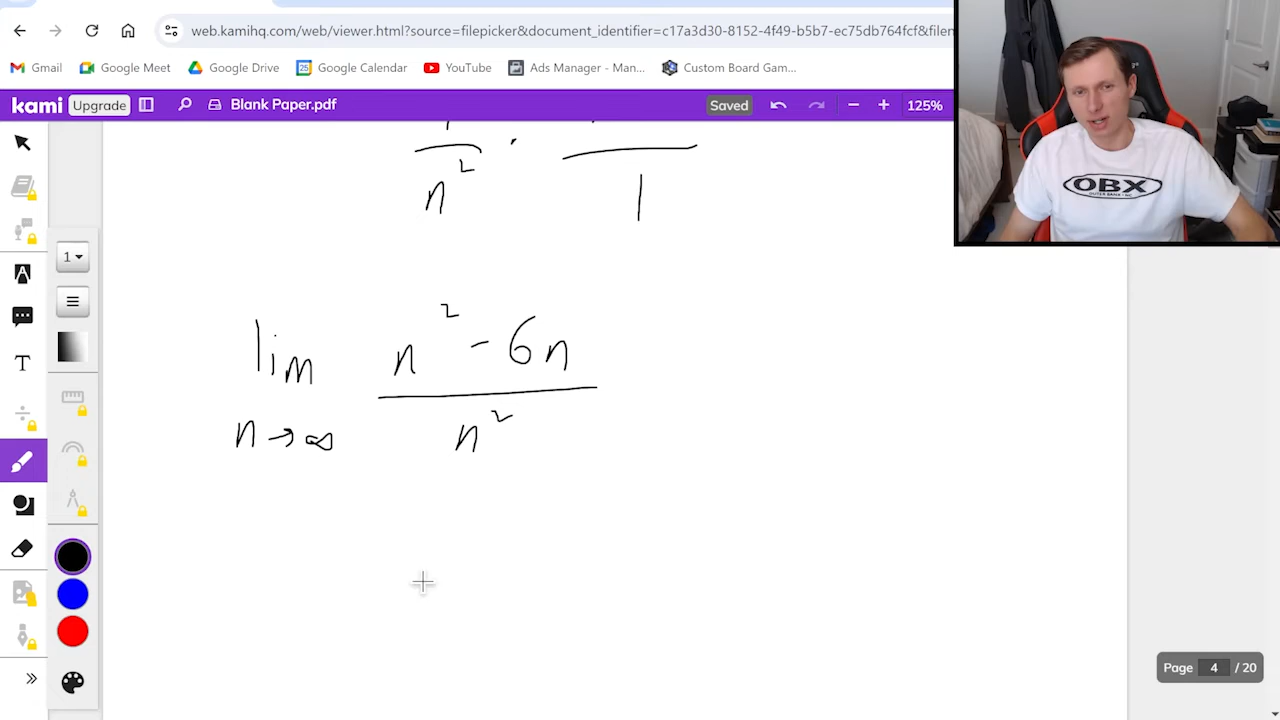 web.kamihq.com/web/viewer.html?source=filepicker&document_identifier=c17a3d30-8152-4f49-b5b7-ec75db764fcf&filen
Gmail Google Meet Google Drive 25 Google Calendar YouTube Ads Manager - Man... Custom Board Gam...
kami Upgrade Blank Paper.pdf Saved 125%
OBX
n² · 1
1
T
lim n→∞ (n² - 6n)/n²
Page 4 / 20